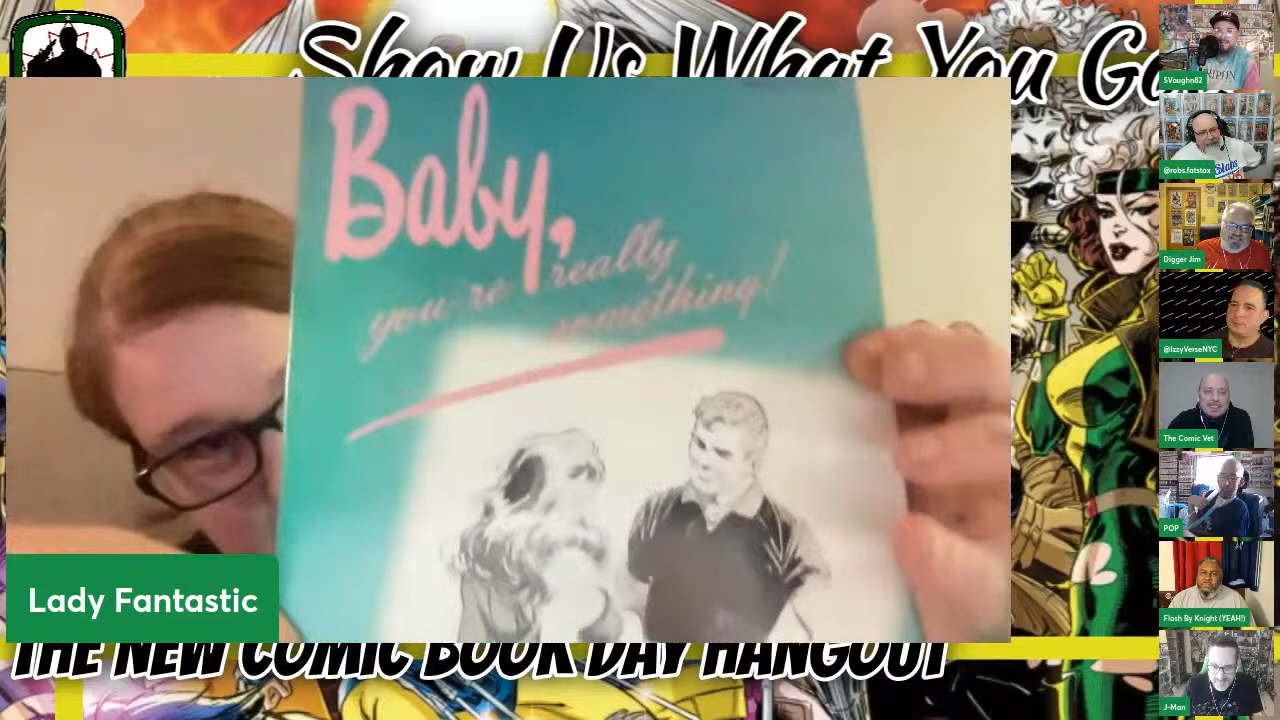 Show Us What You Go
Baby,
you're really
something!
Lady Fantastic
THE NEW COMIC BOOK DAY HANGOUT
SVaughn82
@robs.fatstax
Digger Jim
@IzzyVerseNYC
The Comic Vet
POP
Flash By Knight (YEAH!)
J-Man